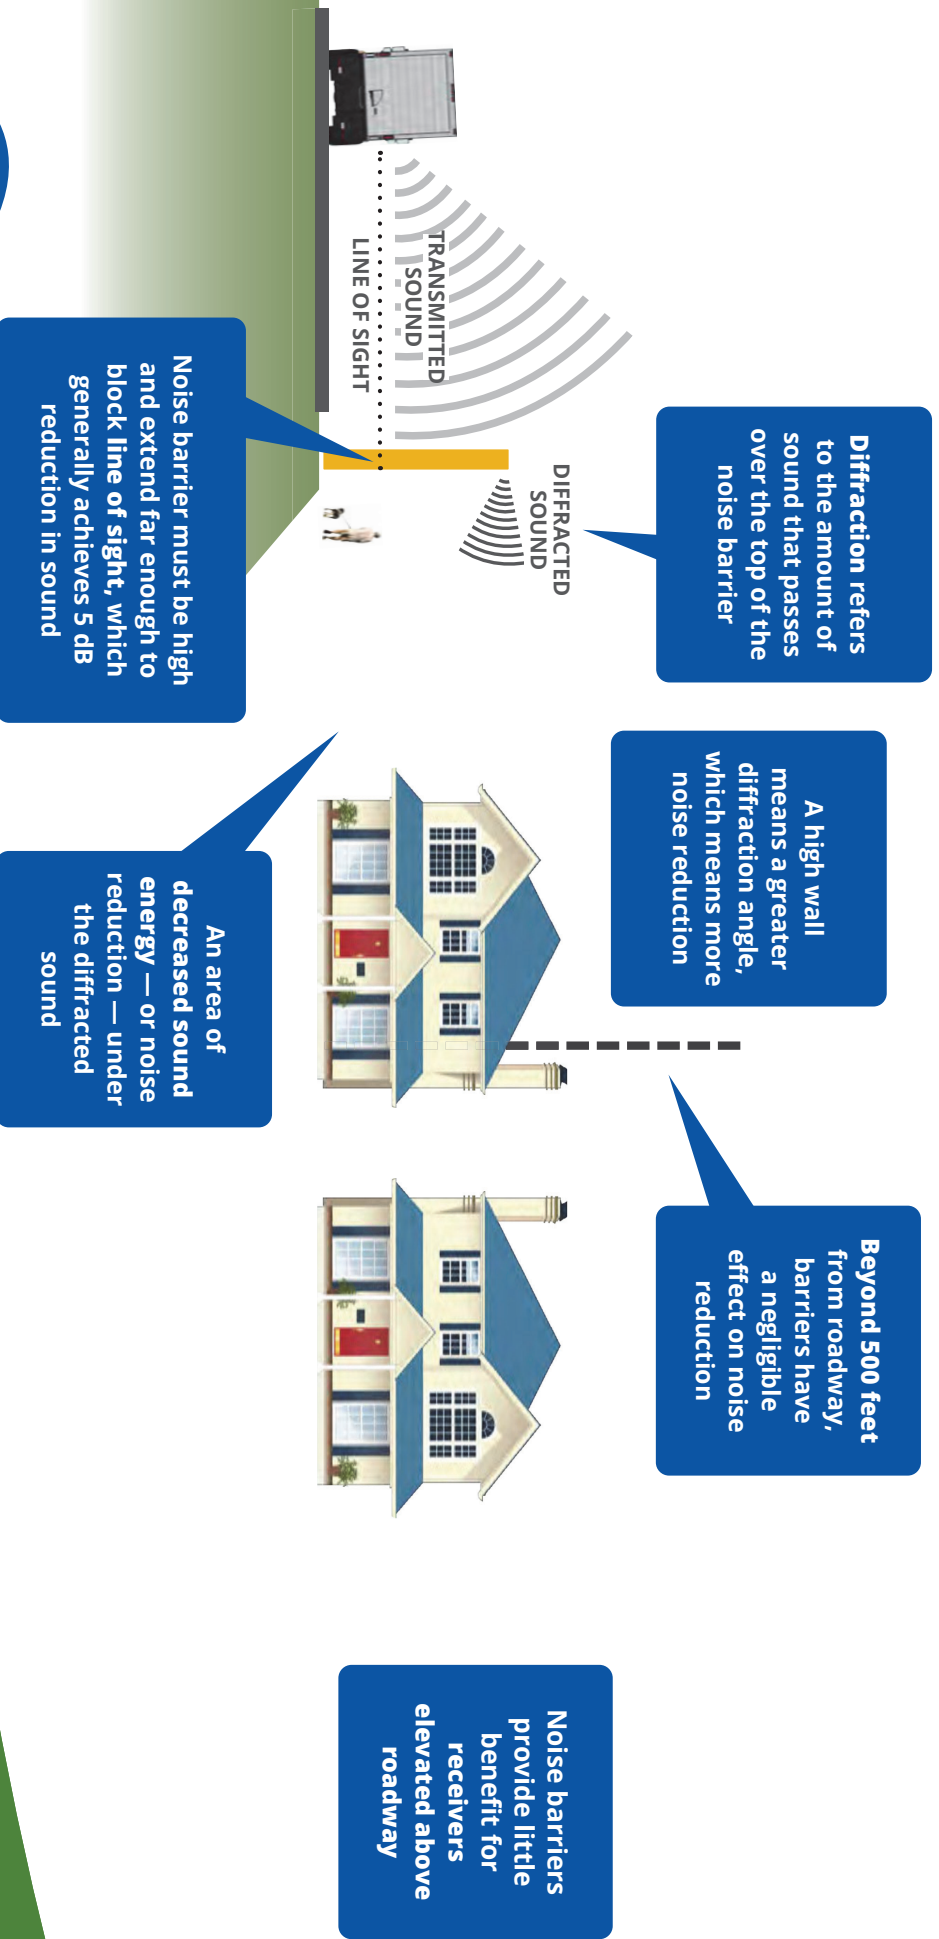 Diffraction refers
to the amount of
sound that passes
over the top of the
noise barrier
A high wall
means a greater
diffraction angle,
which means more
noise reduction
Beyond 500 feet
from roadway,
barriers have
a negligible
effect on noise
reduction
Noise barriers
provide little
benefit for
receivers
elevated above
roadway
DIFFRACTED
SOUND
TRANSMITTED
SOUND
LINE OF SIGHT
Noise barrier must be high
and extend far enough to
block line of sight, which
generally achieves 5 dB
reduction in sound
An area of
decreased sound
energy — or noise
reduction — under
the diffracted
sound